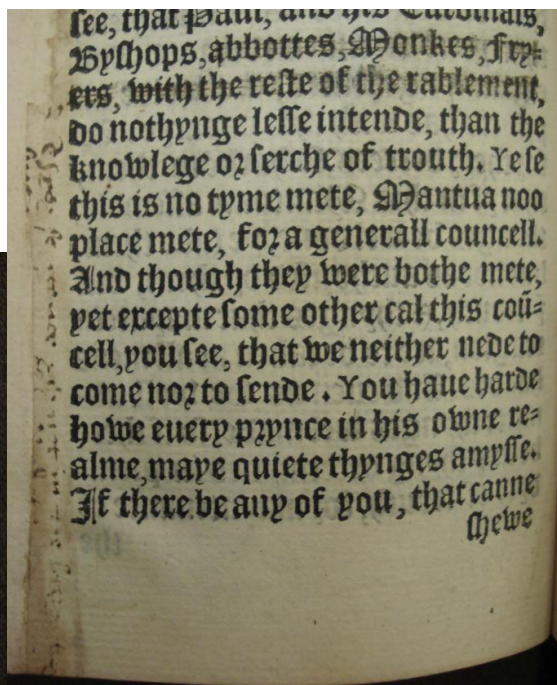 see, that Paul, and his Cardinals,
Byshops, abbottes, Monkes, Fry⸗
ers, with the reste of the rablement,
do nothynge lesse intende, than the
knowlege or serche of trouth. Ye se
this is no tyme mete, Mantua noo
place mete, for a generall councell.
And though they were bothe mete,
yet excepte some other cal this coū⸗
cell, you see, that we neither nede to
come nor to sende. You haue harde
howe euery prynce in his owne re⸗
alme, maye quiete thynges amysse.
If there be any of you, that canne
shewe